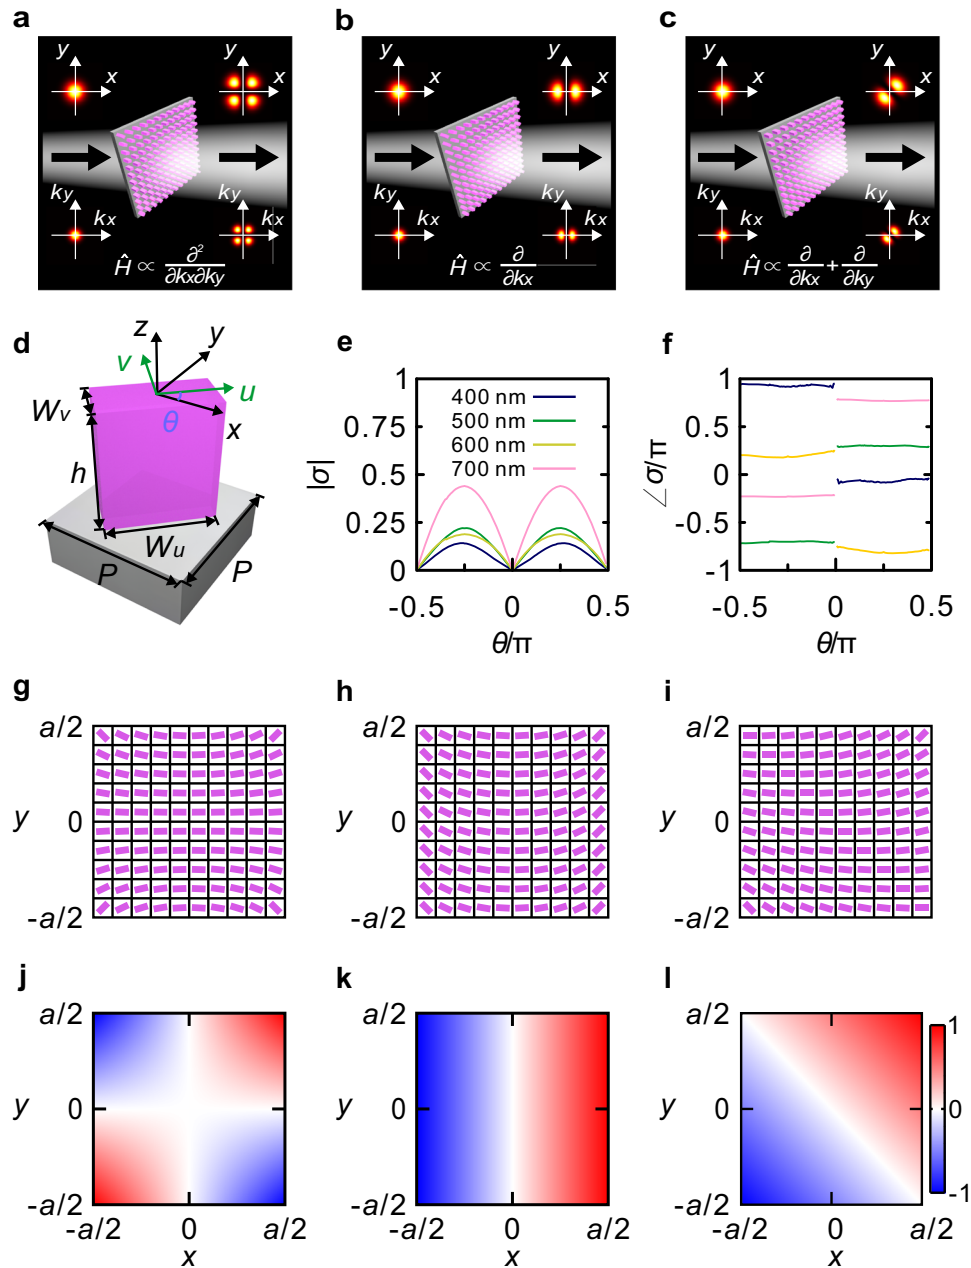 a
b
c
y
x
y
x
y
x
y
x
y
x
y
x
ky
kx
ky
kx
ky
kx
ky
kx
ky
kx
ky
kx
Ĥ ∝ ∂²/∂kx∂ky
Ĥ ∝ ∂/∂kx
Ĥ ∝ ∂/∂kx + ∂/∂ky
d
z
y
v
u
Wv
θ
x
h
Wu
P
P
e
1
0.75
|σ|
0.5
0.25
0
400 nm
500 nm
600 nm
700 nm
-0.5
0
0.5
θ/π
f
1
0.5
∠σ/π
0
-0.5
-1
-0.5
0
0.5
θ/π
g
a/2
y
0
-a/2
h
a/2
y
0
-a/2
i
a/2
y
0
-a/2
j
a/2
y
0
-a/2
-a/2
0
a/2
x
k
a/2
y
0
-a/2
-a/2
0
a/2
x
l
a/2
y
0
-a/2
-a/2
0
a/2
x
1
0
-1